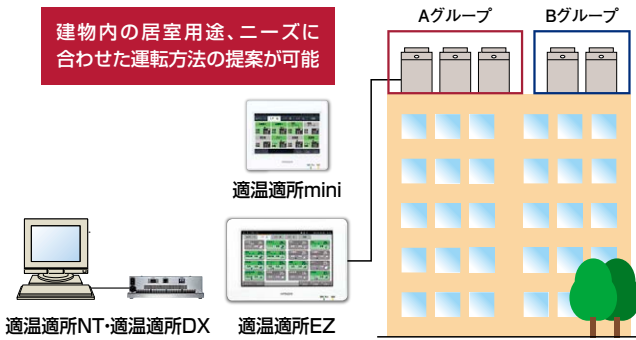 建物内の居室用途、ニーズに
合わせた運転方法の提案が可能
Aグループ
Bグループ
適温適所mini
適温適所NT・適温適所DX
適温適所EZ